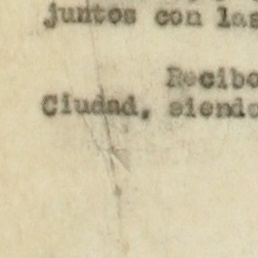 juntos con las
Recibo
Ciudad, siendo